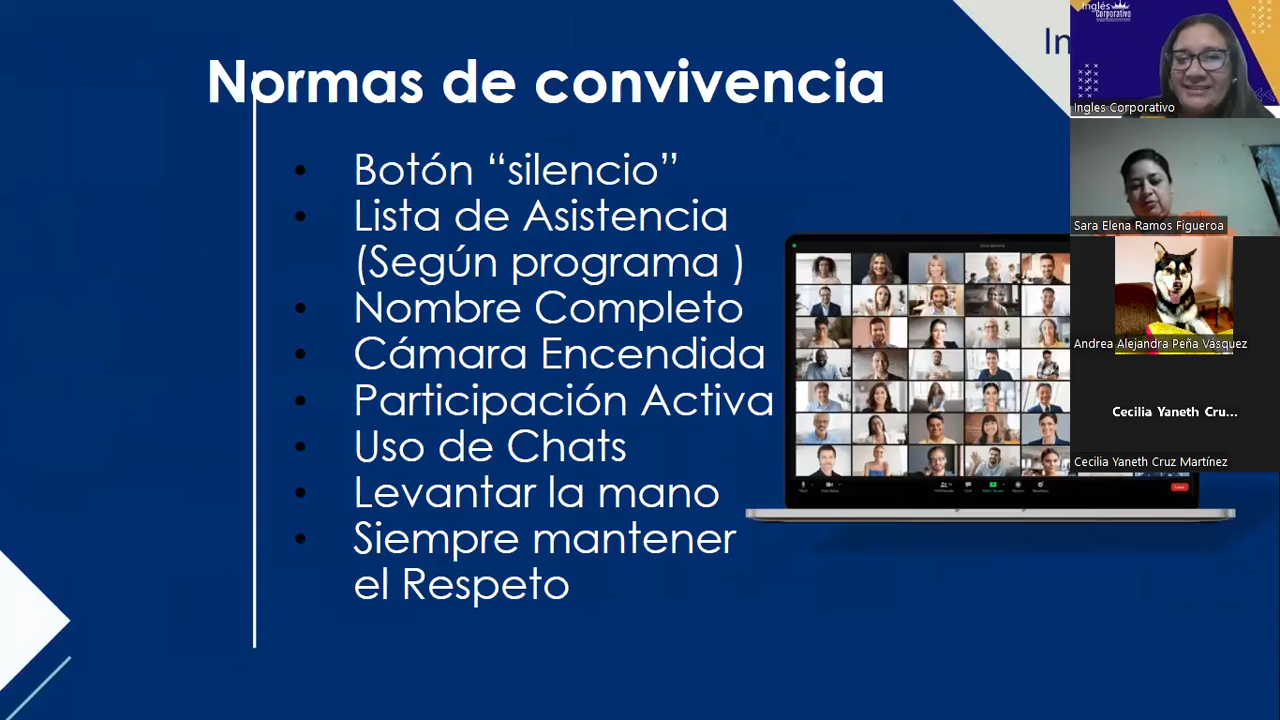 Normas de convivencia
• Botón “silencio”
• Lista de Asistencia
(Según programa )
• Nombre Completo
• Cámara Encendida
• Participación Activa
• Uso de Chats
• Levantar la mano
• Siempre mantener
el Respeto
In
Inglés
corporativo
Ingles Corporativo
Sara Elena Ramos Figueroa
Andrea Alejandra Peña Vásquez
Cecilia Yaneth Cru...
Cecilia Yaneth Cruz Martínez